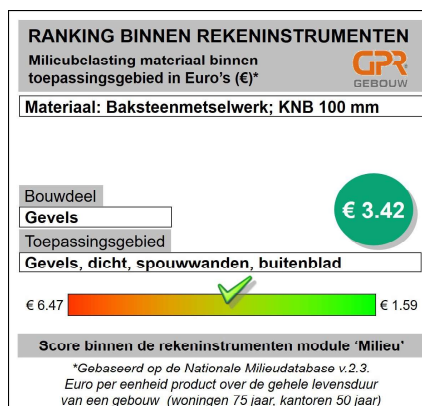 RANKING BINNEN REKENINSTRUMENTEN
Milieubelasting materiaal binnen
toepassingsgebied in Euro's (€)*
GPR
GEBOUW
Materiaal: Baksteenmetselwerk; KNB 100 mm
Bouwdeel
Gevels
€ 3.42
Toepassingsgebied
Gevels, dicht, spouwwanden, buitenblad
€ 6.47
€ 1.59
Score binnen de rekeninstrumenten module 'Milieu'
*Gebaseerd op de Nationale Milieudatabase v.2.3.
Euro per eenheid product over de gehele levensduur
van een gebouw (woningen 75 jaar, kantoren 50 jaar)